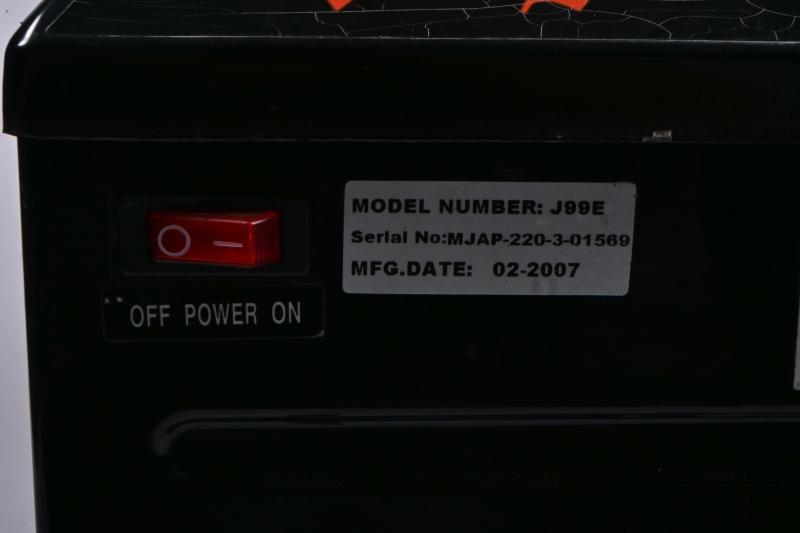 MODEL NUMBER: J99E
Serial No:MJAP-220-3-01569
MFG.DATE: 02-2007
OFF POWER ON